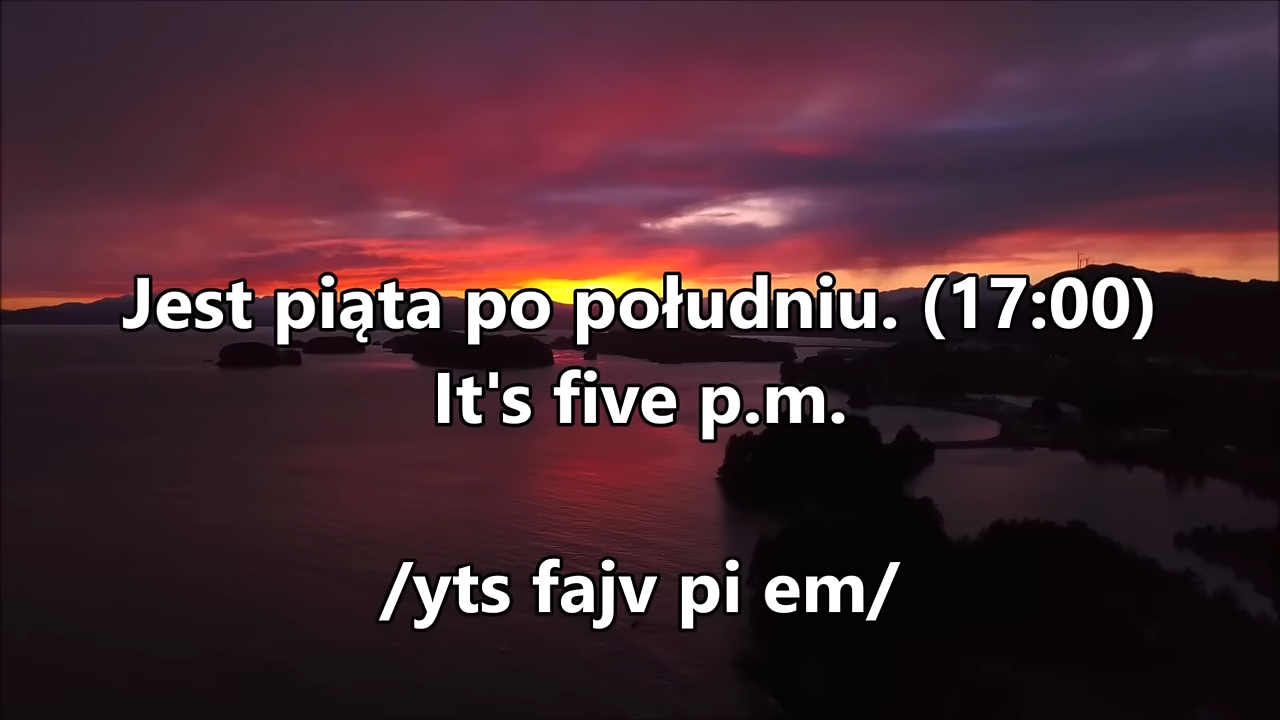 Jest piąta po południu. (17:00)
It's five p.m.
/yts fajv pi em/